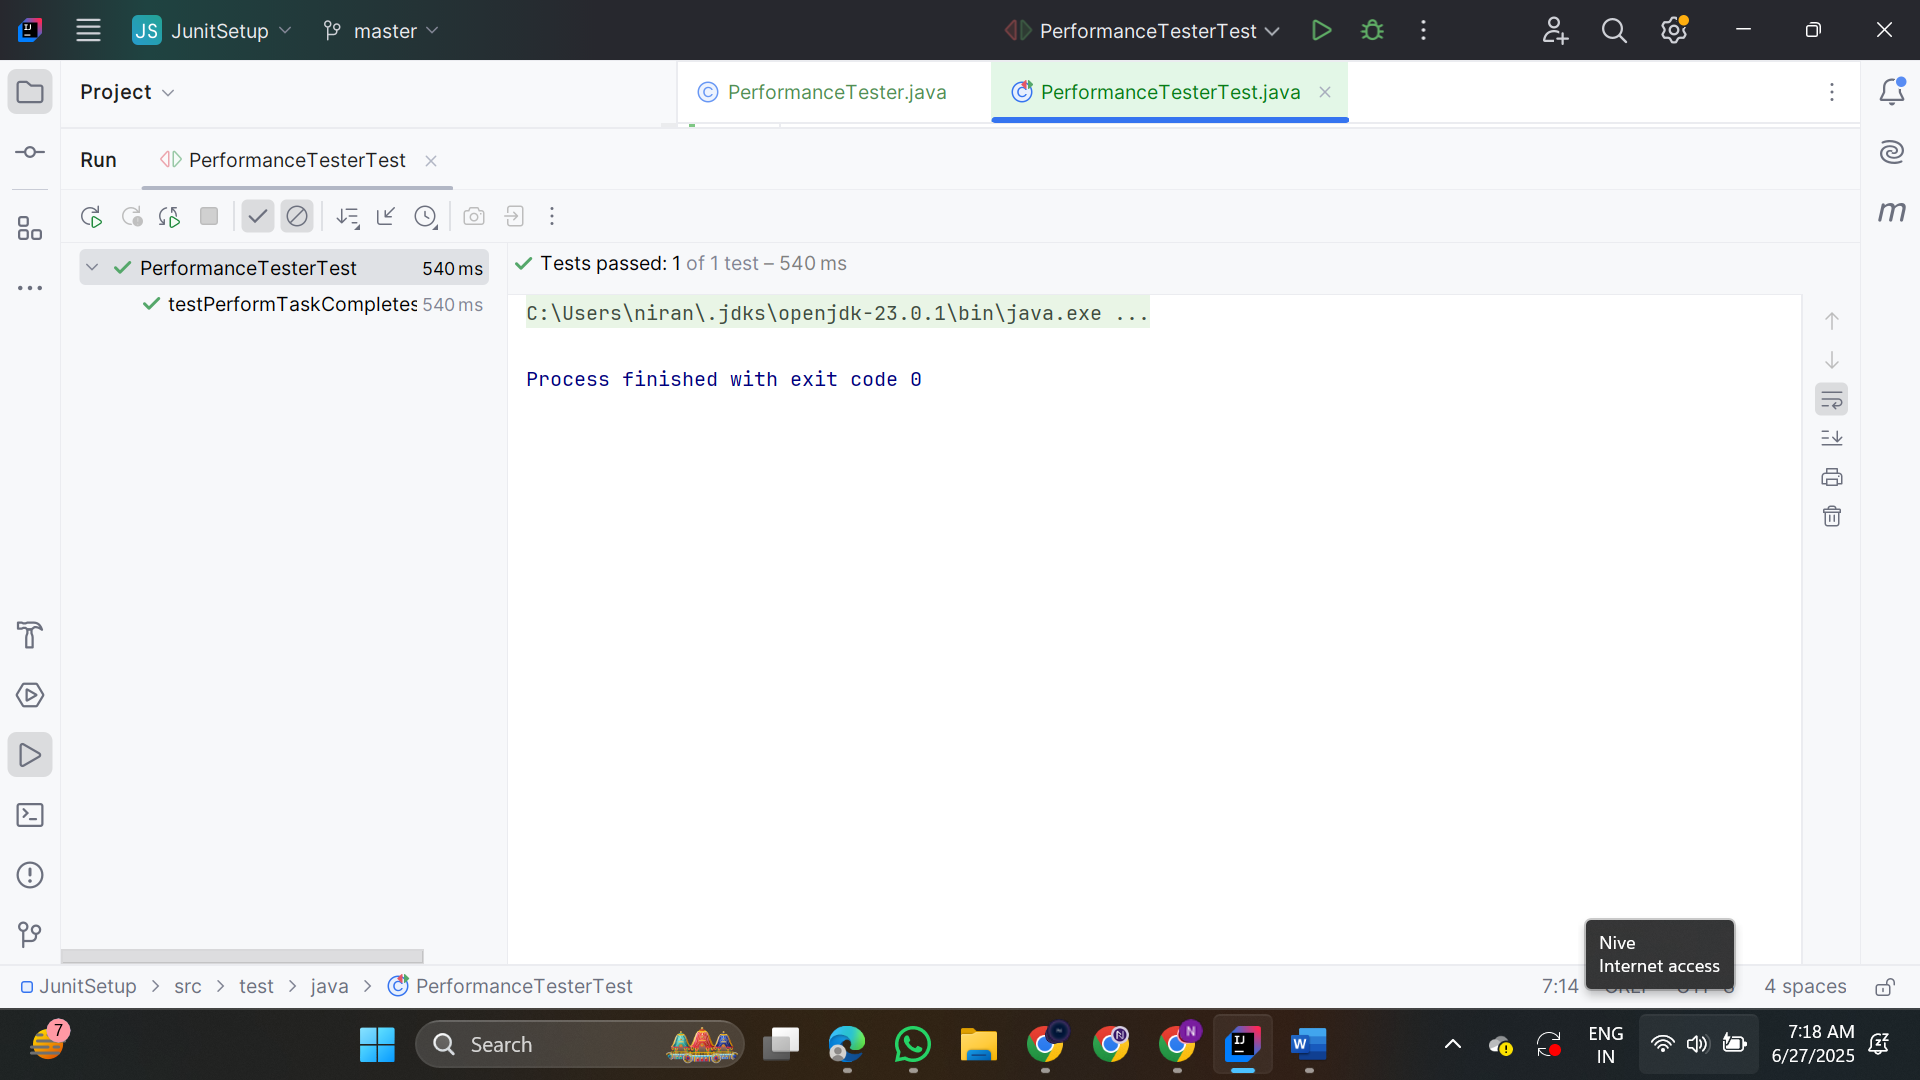 JS JunitSetup master PerformanceTesterTest
Project PerformanceTester.java PerformanceTesterTest.java
Run PerformanceTesterTest
PerformanceTesterTest 540 ms
Tests passed: 1 of 1 test – 540 ms
testPerformTaskCompletes 540 ms
C:\Users\niran\.jdks\openjdk-23.0.1\bin\java.exe ...
Process finished with exit code 0
m
Nive
Internet access
JunitSetup > src > test > java > PerformanceTesterTest 7:14 4 spaces
7
Search
ENG
IN
7:18 AM
6/27/2025